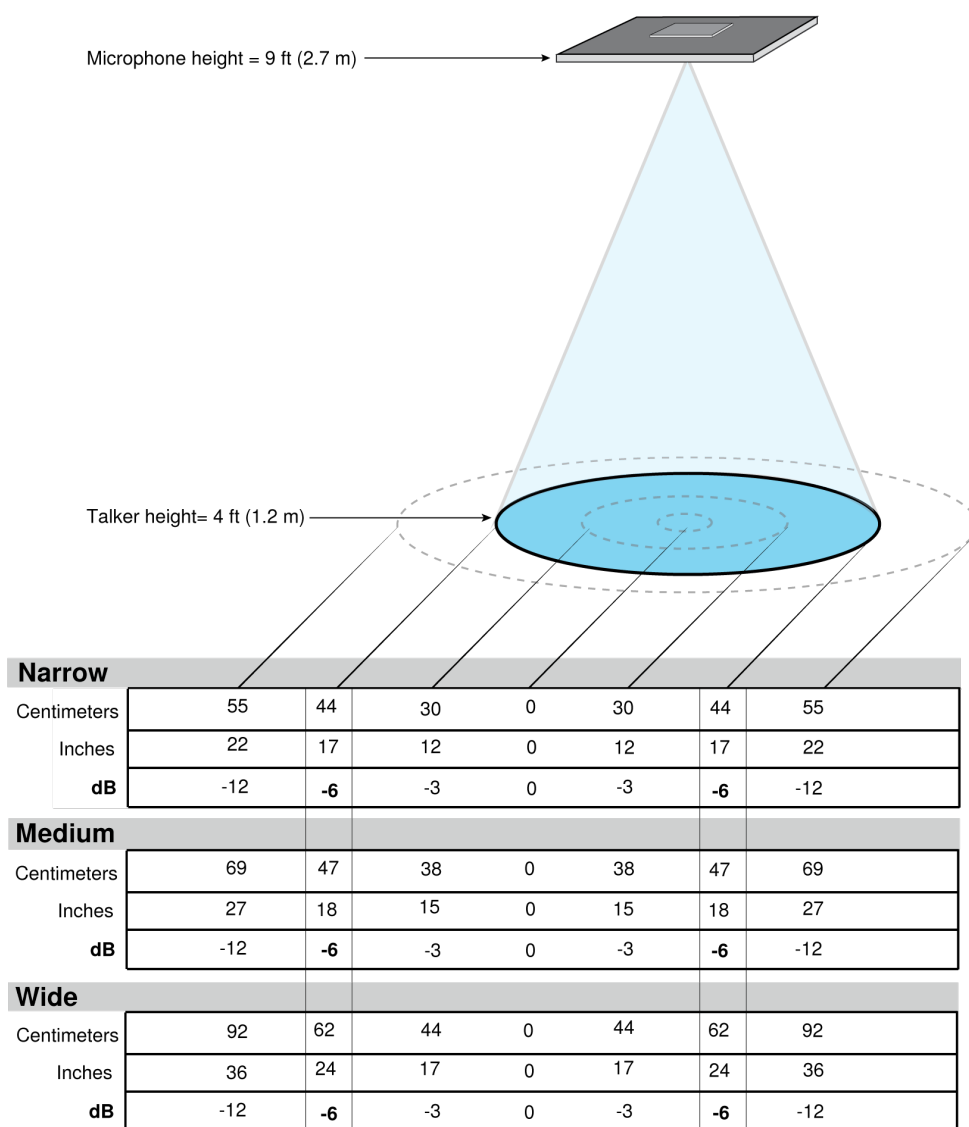 Microphone height = 9 ft (2.7 m)
Talker height= 4 ft (1.2 m)
Narrow
Centimeters 55 44 30 0 30 44 55
Inches 22 17 12 0 12 17 22
dB -12 -6 -3 0 -3 -6 -12
Medium
Centimeters 69 47 38 0 38 47 69
Inches 27 18 15 0 15 18 27
dB -12 -6 -3 0 -3 -6 -12
Wide
Centimeters 92 62 44 0 44 62 92
Inches 36 24 17 0 17 24 36
dB -12 -6 -3 0 -3 -6 -12